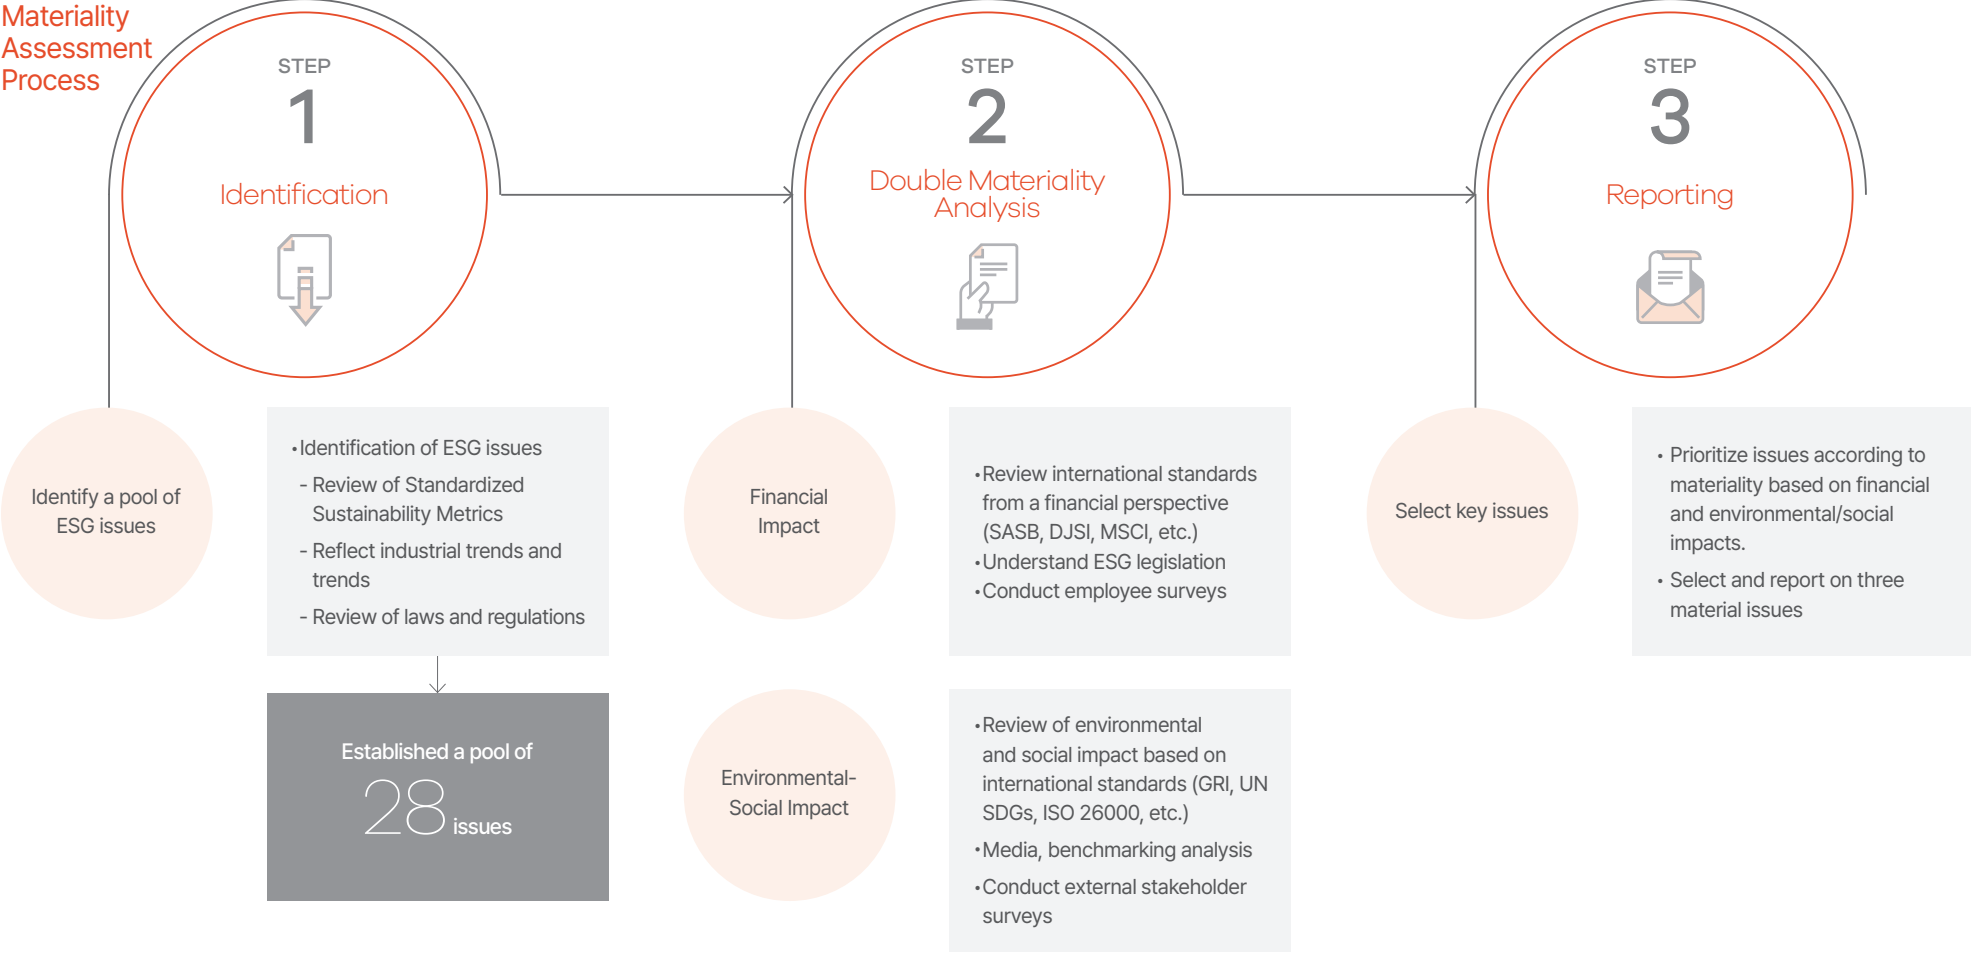 Materiality
Assessment
Process
STEP
1
Identification
Identify a pool of
ESG issues
•Identification of ESG issues
- Review of Standardized
Sustainability Metrics
- Reflect industrial trends and
trends
- Review of laws and regulations
Established a pool of
28 issues
STEP
2
Double Materiality
Analysis
Financial
Impact
•Review international standards
from a financial perspective
(SASB, DJSI, MSCI, etc.)
•Understand ESG legislation
•Conduct employee surveys
Environmental-
Social Impact
•Review of environmental
and social impact based on
international standards (GRI, UN
SDGs, ISO 26000, etc.)
•Media, benchmarking analysis
•Conduct external stakeholder
surveys
STEP
3
Reporting
Select key issues
• Prioritize issues according to
materiality based on financial
and environmental/social
impacts.
• Select and report on three
material issues